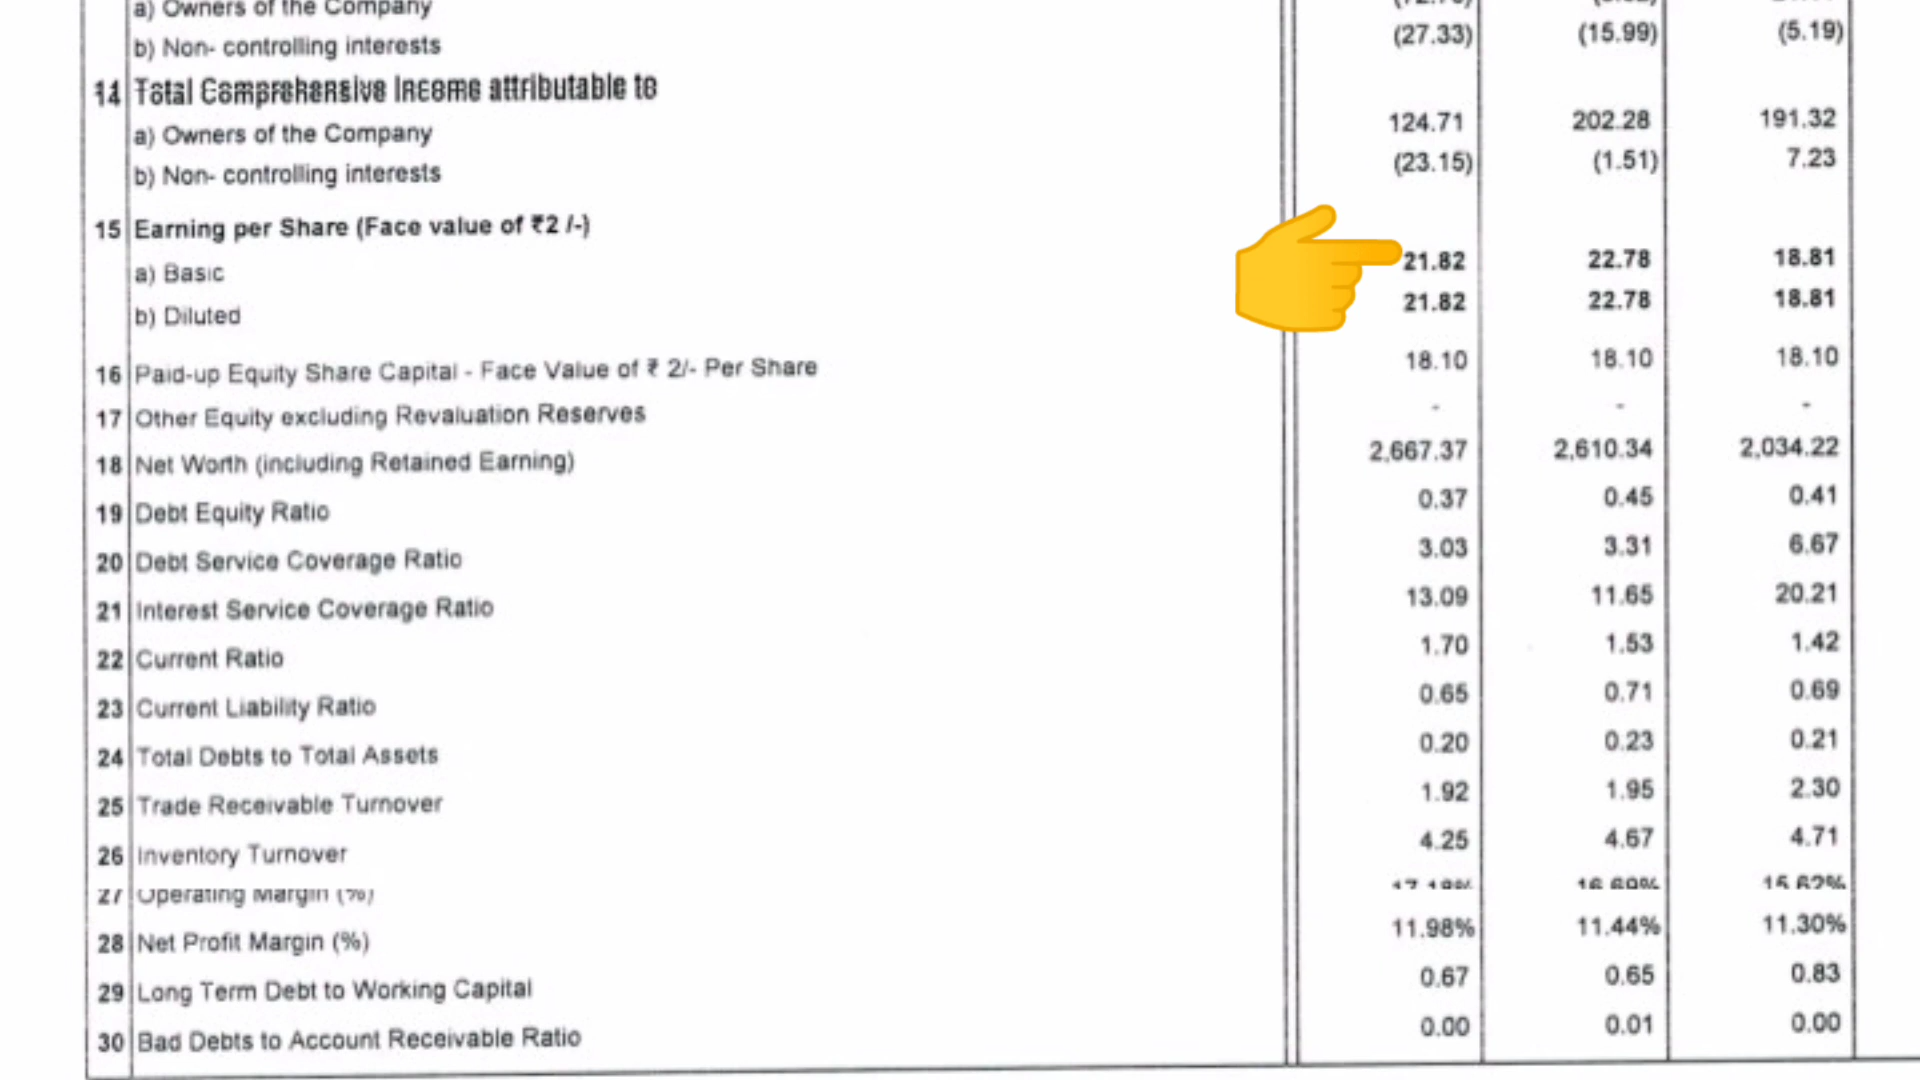 a) Owners of the Company
b) Non- controlling interests (27.33) (15.99) (5.19)
14 Total Comprehensive Income attributable to
a) Owners of the Company 124.71 202.28 191.32
b) Non- controlling interests (23.15) (1.51) 7.23
15 Earning per Share (Face value of ₹2 /-)
a) Basic 21.82 22.78 18.81
b) Diluted 21.82 22.78 18.81
16 Paid-up Equity Share Capital - Face Value of ₹ 2/- Per Share 18.10 18.10 18.10
17 Other Equity excluding Revaluation Reserves - - -
18 Net Worth (including Retained Earning) 2,667.37 2,610.34 2,034.22
19 Debt Equity Ratio 0.37 0.45 0.41
20 Debt Service Coverage Ratio 3.03 3.31 6.67
21 Interest Service Coverage Ratio 13.09 11.65 20.21
22 Current Ratio 1.70 1.53 1.42
23 Current Liability Ratio 0.65 0.71 0.69
24 Total Debts to Total Assets 0.20 0.23 0.21
25 Trade Receivable Turnover 1.92 1.95 2.30
26 Inventory Turnover 4.25 4.67 4.71
27 Operating Margin (%) 15.62%
28 Net Profit Margin (%) 11.98% 11.44% 11.30%
29 Long Term Debt to Working Capital 0.67 0.65 0.83
30 Bad Debts to Account Receivable Ratio 0.00 0.01 0.00